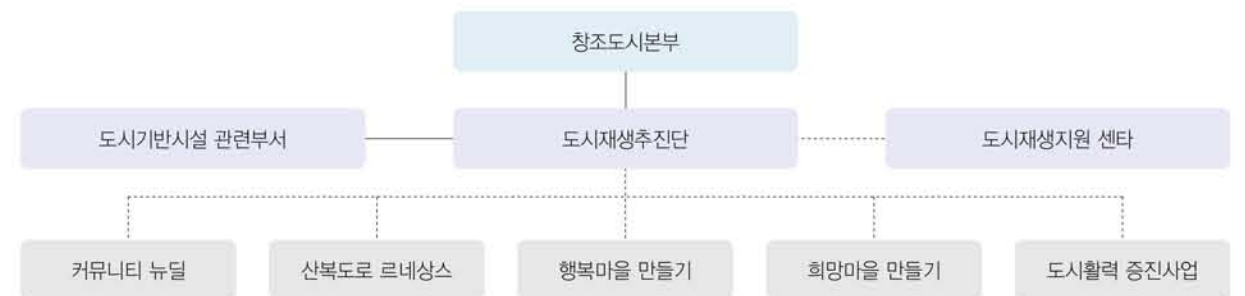 창조도시본부
도시기반시설 관련부서
도시재생추진단
도시재생지원 센타
커뮤니티 뉴딜
산복도로 르네상스
행복마을 만들기
희망마을 만들기
도시활력 증진사업